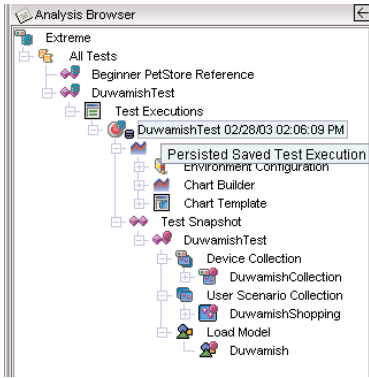 Analysis Browser
Extreme
All Tests
Beginner PetStore Reference
DuwamishTest
Test Executions
DuwamishTest 02/28/03 02:06:09 PM
Persisted Saved Test Execution
Environment Configuration
Chart Builder
Chart Template
Test Snapshot
DuwamishTest
Device Collection
DuwamishCollection
User Scenario Collection
DuwamishShopping
Load Model
Duwamish